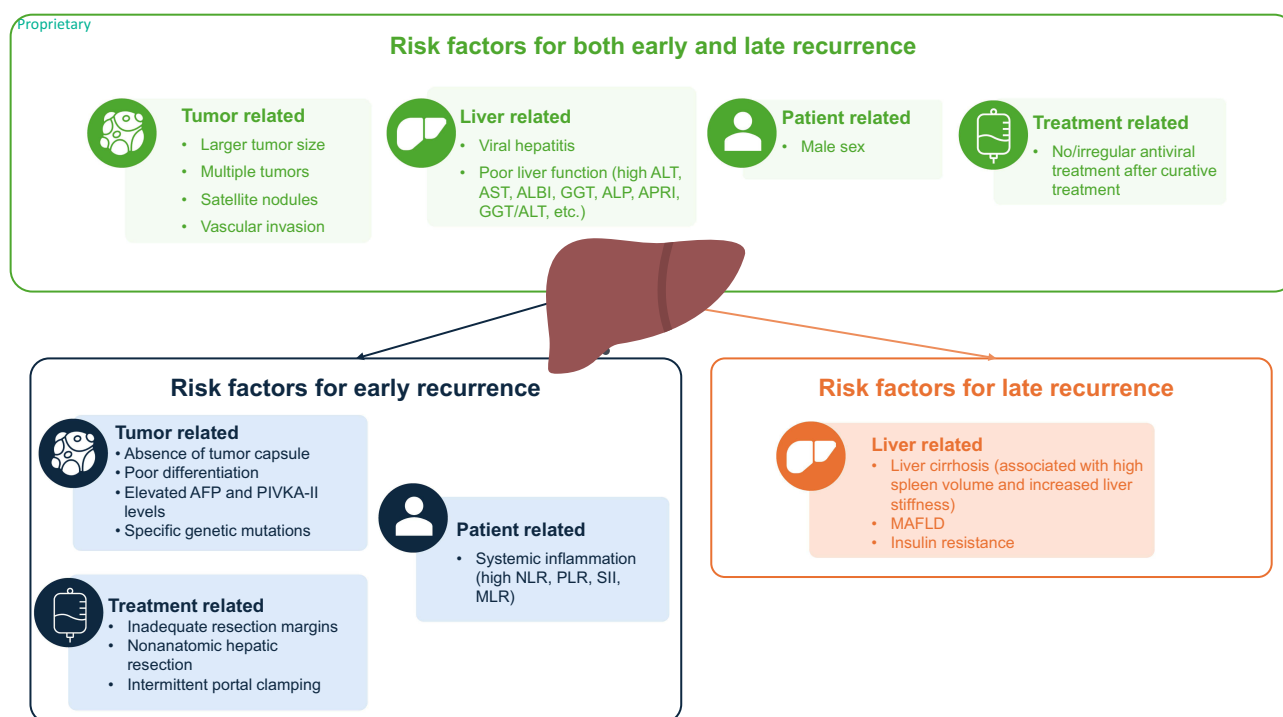 Proprietary
Risk factors for both early and late recurrence
Tumor related
• Larger tumor size
• Multiple tumors
• Satellite nodules
• Vascular invasion
Liver related
• Viral hepatitis
• Poor liver function (high ALT,
AST, ALBI, GGT, ALP, APRI,
GGT/ALT, etc.)
Patient related
• Male sex
Treatment related
• No/irregular antiviral
treatment after curative
treatment
Risk factors for early recurrence
Tumor related
• Absence of tumor capsule
• Poor differentiation
• Elevated AFP and PIVKA-II
levels
• Specific genetic mutations
Treatment related
• Inadequate resection margins
• Nonanatomic hepatic
resection
• Intermittent portal clamping
Patient related
• Systemic inflammation
(high NLR, PLR, SII,
MLR)
Risk factors for late recurrence
Liver related
• Liver cirrhosis (associated with high
spleen volume and increased liver
stiffness)
• MAFLD
• Insulin resistance